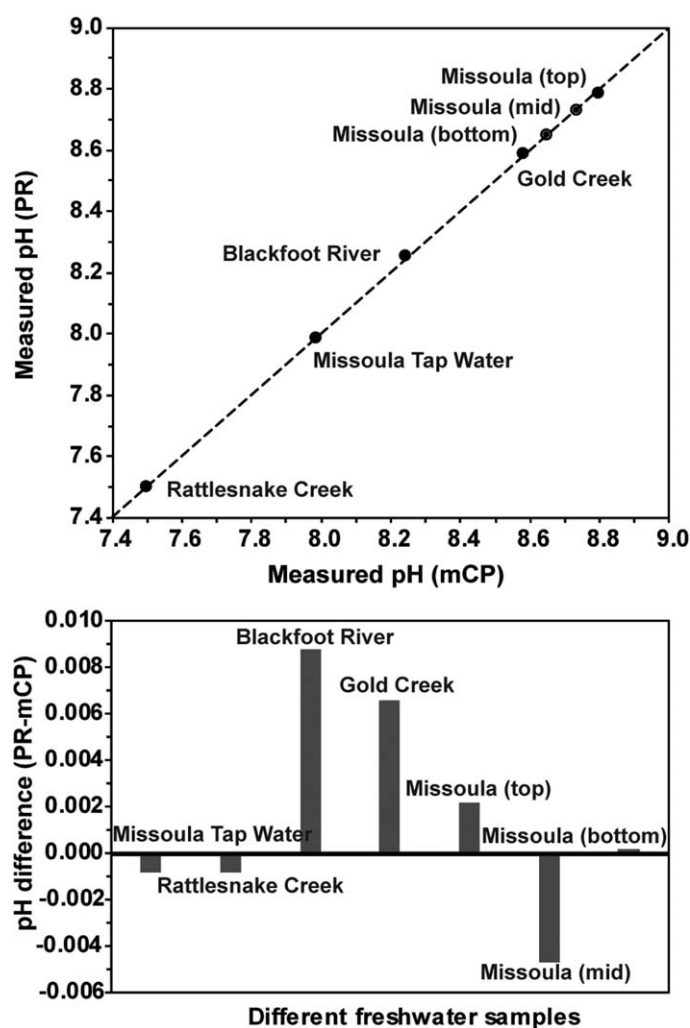 9.0
8.8
8.6
8.4
8.2
8.0
7.8
7.6
7.4
Measured pH (PR)
Missoula (top)
Missoula (mid)
Missoula (bottom)
Gold Creek
Blackfoot River
Missoula Tap Water
Rattlesnake Creek
7.4 7.6 7.8 8.0 8.2 8.4 8.6 8.8 9.0
Measured pH (mCP)
0.010
0.008
0.006
0.004
0.002
0.000
-0.002
-0.004
-0.006
pH difference (PR-mCP)
Blackfoot River
Gold Creek
Missoula (top)
Missoula Tap Water
Missoula (bottom)
Rattlesnake Creek
Missoula (mid)
Different freshwater samples